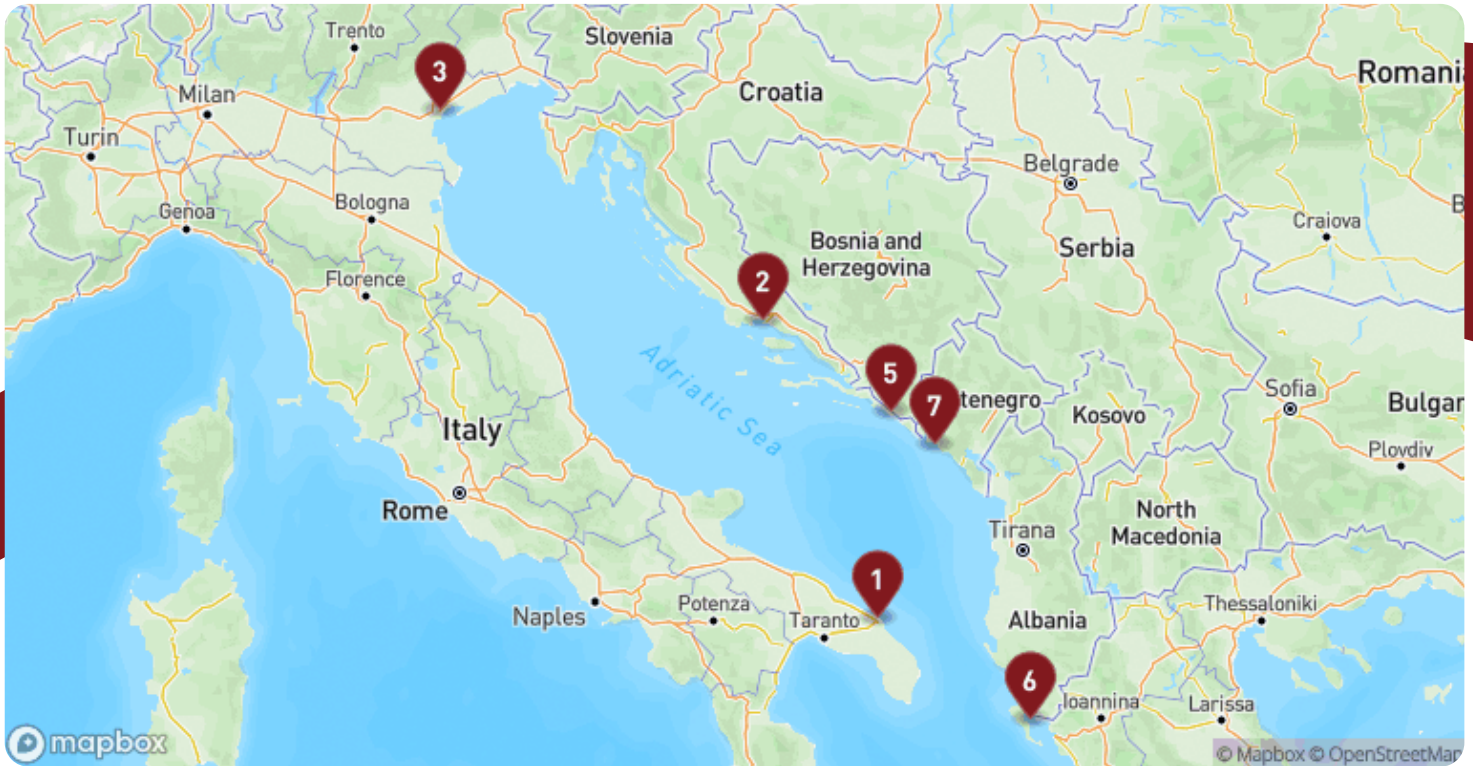 Trento
Slovenia
Romani
3
Croatia
Milan
Turin
Belgrade
Bologna
Genoa
B
Craiova
Bosnia and
Herzegovina
Serbia
Florence
2
Adriatic Sea
5
Sofia
7
tenegro
Kosovo
Bulgar
Italy
Plovdiv
Rome
North
Macedonia
Tirana
1
Naples
Potenza
Taranto
Albania
Thessaloniki
6
Ioannina
Larissa
mapbox
© Mapbox © OpenStreetMap